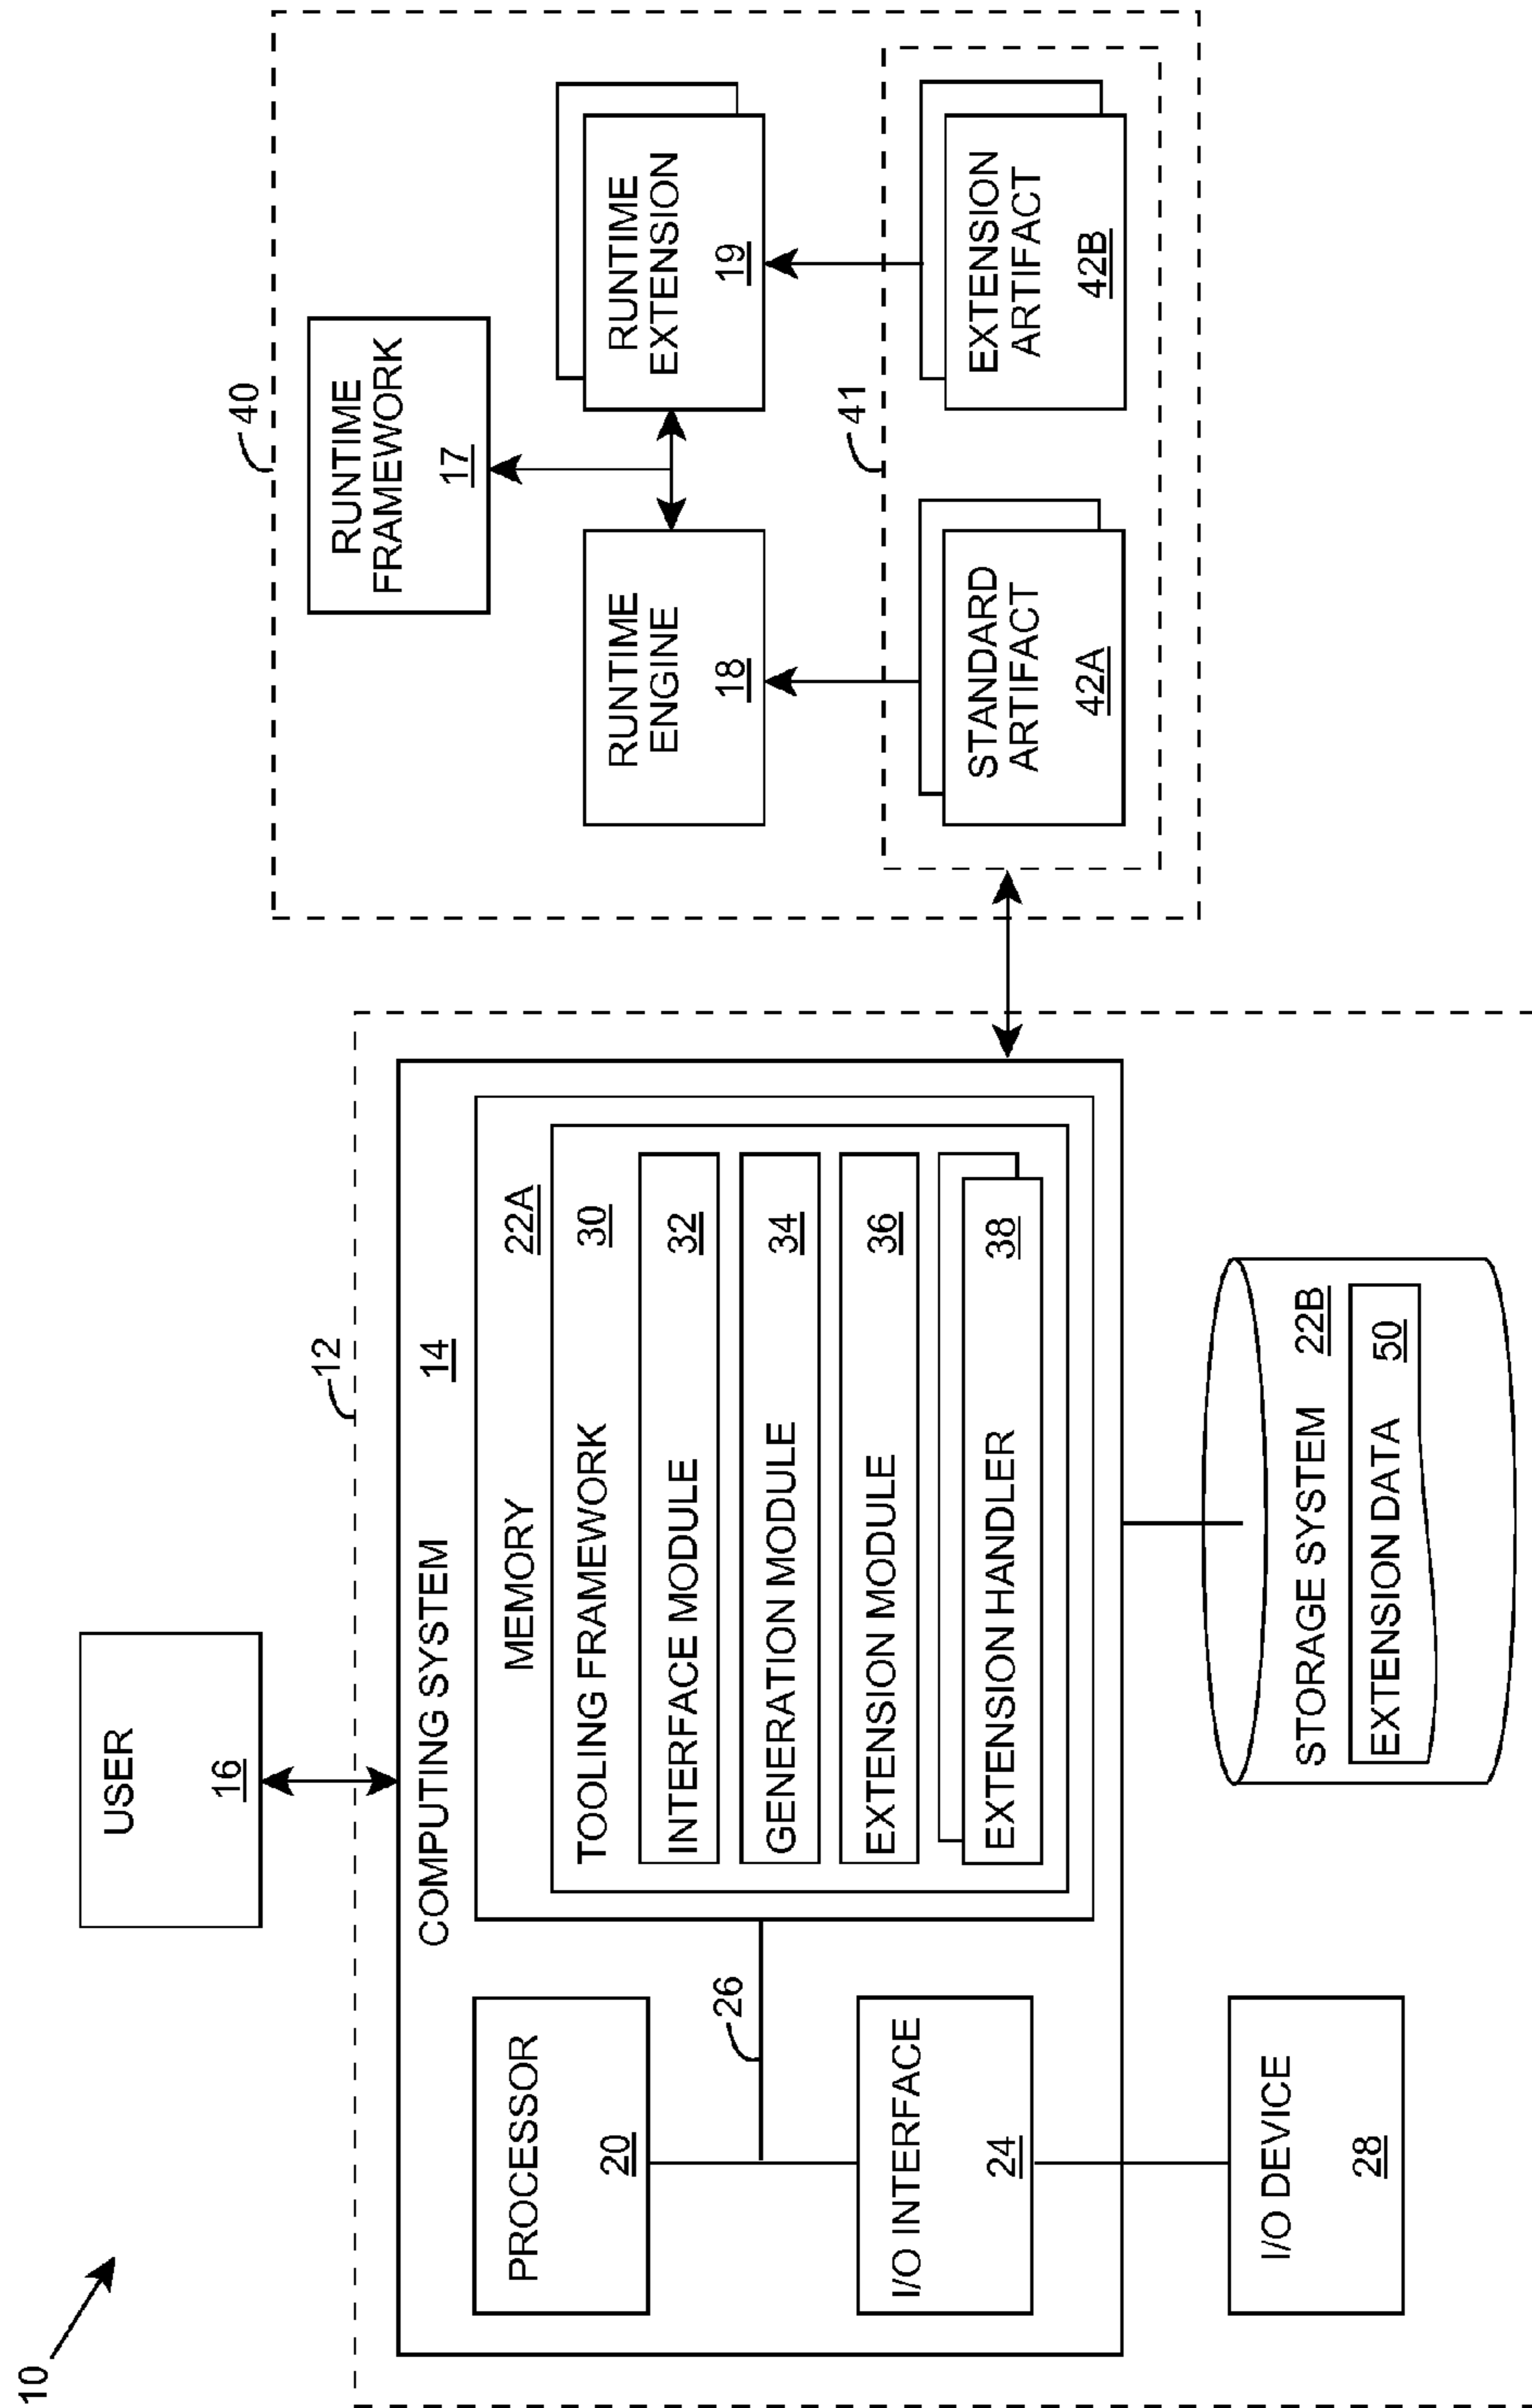 10
USER
16
12
COMPUTING SYSTEM 14
PROCESSOR
20
26
I/O INTERFACE
24
I/O DEVICE
28
MEMORY 22A
TOOLING FRAMEWORK 30
INTERFACE MODULE 32
GENERATION MODULE 34
EXTENSION MODULE 36
EXTENSION HANDLER 38
STORAGE SYSTEM 22B
EXTENSION DATA 50
40
RUNTIME
FRAMEWORK
17
RUNTIME
ENGINE
18
RUNTIME
EXTENSION
19
41
STANDARD
ARTIFACT
42A
EXTENSION
ARTIFACT
42B